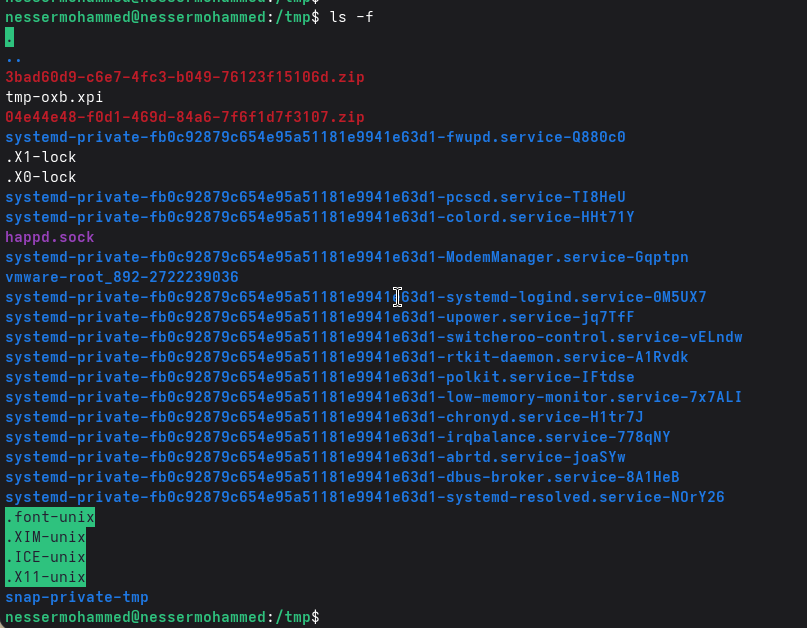 nessermohammed@nessermohammed:/tmp$ ls -f
.
..
3bad60d9-c6e7-4fc3-b049-76123f15106d.zip
tmp-oxb.xpi
04e44e48-f0d1-469d-84a6-7f6f1d7f3107.zip
systemd-private-fb0c92879c654e95a51181e9941e63d1-fwupd.service-Q880c0
.X1-lock
.X0-lock
systemd-private-fb0c92879c654e95a51181e9941e63d1-pcscd.service-TI8HeU
systemd-private-fb0c92879c654e95a51181e9941e63d1-colord.service-HHt71Y
happd.sock
systemd-private-fb0c92879c654e95a51181e9941e63d1-ModemManager.service-Gqptpn
vmware-root_892-2722239036
systemd-private-fb0c92879c654e95a51181e9941e63d1-systemd-logind.service-0M5UX7
systemd-private-fb0c92879c654e95a51181e9941e63d1-upower.service-jq7TfF
systemd-private-fb0c92879c654e95a51181e9941e63d1-switcheroo-control.service-vELndw
systemd-private-fb0c92879c654e95a51181e9941e63d1-rtkit-daemon.service-A1Rvdk
systemd-private-fb0c92879c654e95a51181e9941e63d1-polkit.service-IFtdse
systemd-private-fb0c92879c654e95a51181e9941e63d1-low-memory-monitor.service-7x7ALI
systemd-private-fb0c92879c654e95a51181e9941e63d1-chronyd.service-H1tr7J
systemd-private-fb0c92879c654e95a51181e9941e63d1-irqbalance.service-778qNY
systemd-private-fb0c92879c654e95a51181e9941e63d1-abrtd.service-joaSYw
systemd-private-fb0c92879c654e95a51181e9941e63d1-dbus-broker.service-8A1HeB
systemd-private-fb0c92879c654e95a51181e9941e63d1-systemd-resolved.service-NOrY26
.font-unix
.XIM-unix
.ICE-unix
.X11-unix
snap-private-tmp
nessermohammed@nessermohammed:/tmp$